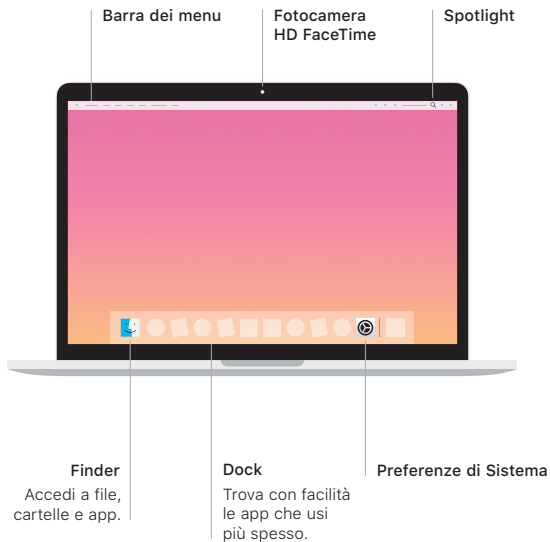 Barra dei menu
Fotocamera
HD FaceTime
Spotlight
Finder
Accedi a file,
cartelle e app.
Dock
Trova con facilità
le app che usi
più spesso.
Preferenze di Sistema